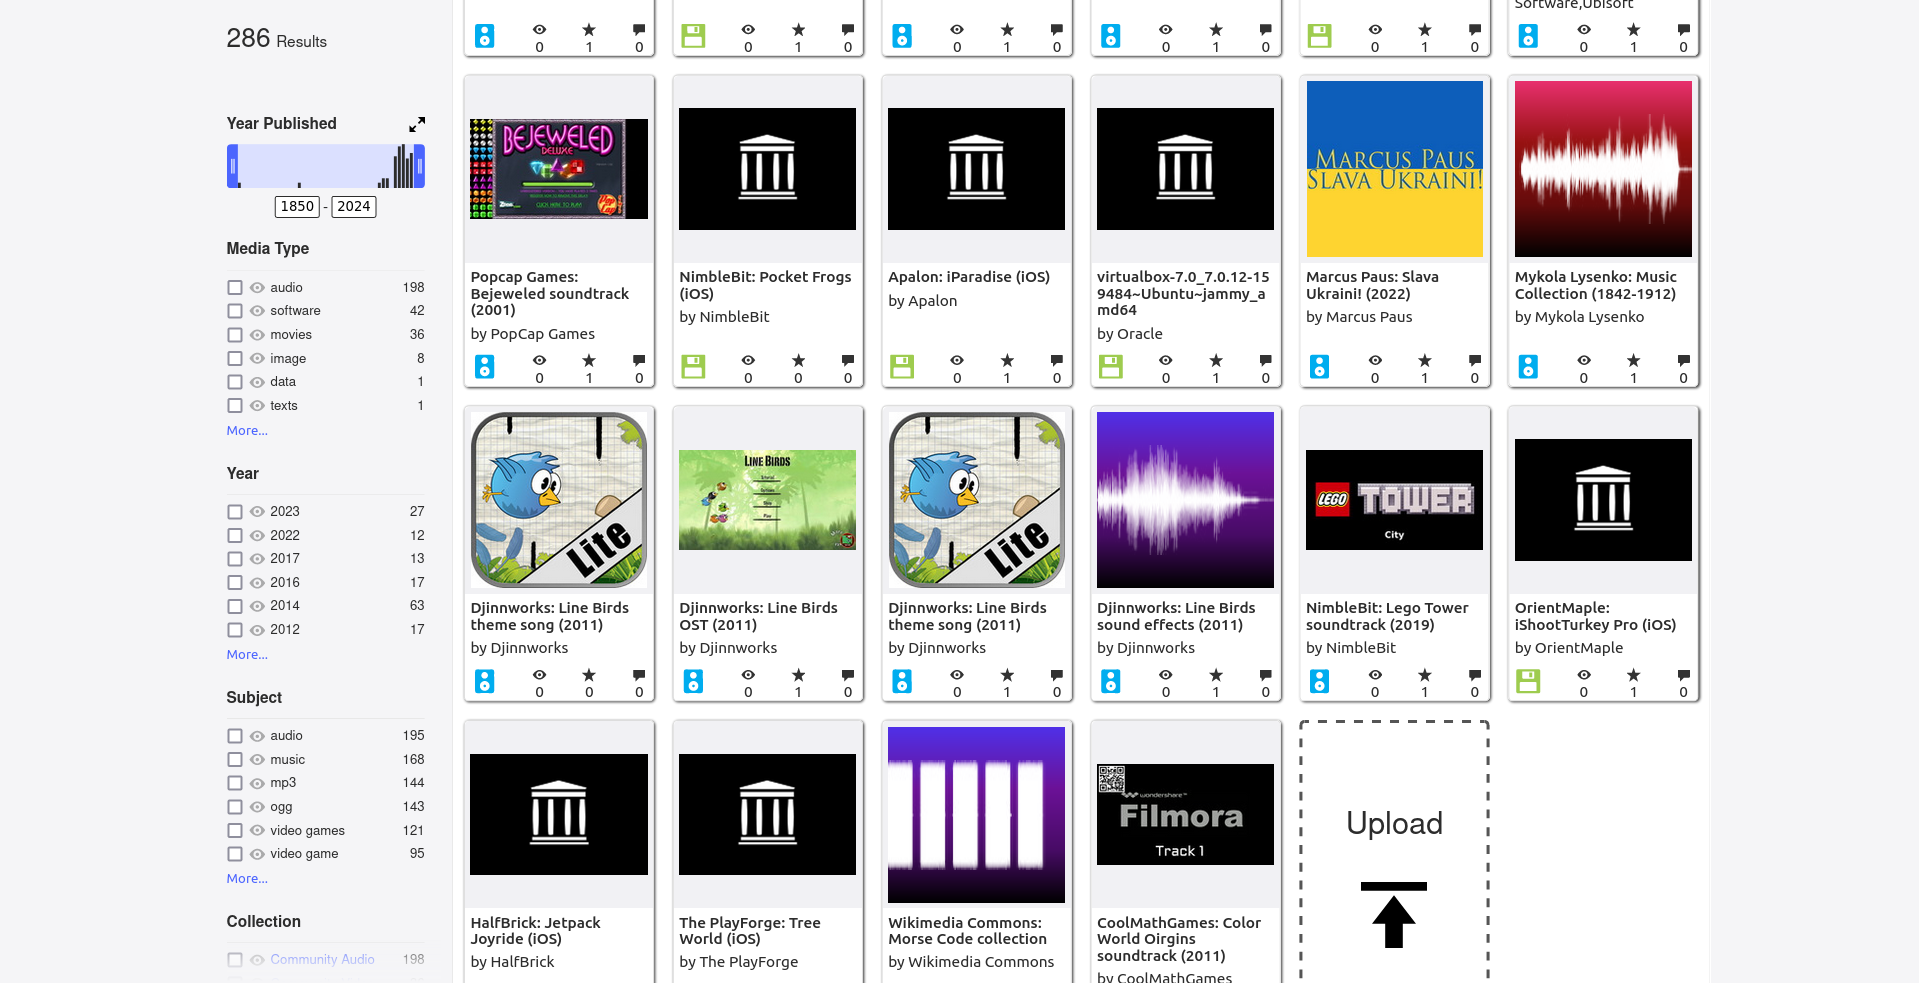 286 Results
Year Published
1850 - 2024
Media Type
audio 198
software 42
movies 36
image 8
data 1
texts 1
More...
Year
2023 27
2022 12
2017 13
2016 17
2014 63
2012 17
More...
Subject
audio 195
music 168
mp3 144
ogg 143
video games 121
video game 95
More...
Collection
Community Audio 198
Software,Ubisoft
0 1 0
0 1 0
0 1 0
0 1 0
0 1 0
0 1 0
BEJEWELED
DELUXE
CLICK HERE TO PLAY!
Popcap Games:
Bejeweled soundtrack
(2001)
by PopCap Games
0 1 0
NimbleBit: Pocket Frogs
(iOS)
by NimbleBit
0 0 0
Apalon: iParadise (iOS)
by Apalon
0 1 0
virtualbox-7.0_7.0.12-15
9484~Ubuntu~jammy_a
md64
by Oracle
0 1 0
MARCUS PAUS
SLAVA UKRAINI!
Marcus Paus: Slava
Ukraini! (2022)
by Marcus Paus
0 1 0
Mykola Lysenko: Music
Collection (1842-1912)
by Mykola Lysenko
0 1 0
Lite
Djinnworks: Line Birds
theme song (2011)
by Djinnworks
0 0 0
LINE BIRDS
Djinnworks: Line Birds
OST (2011)
by Djinnworks
0 1 0
Lite
Djinnworks: Line Birds
theme song (2011)
by Djinnworks
0 1 0
Djinnworks: Line Birds
sound effects (2011)
by Djinnworks
0 1 0
LEGO TOWER
City
NimbleBit: Lego Tower
soundtrack (2019)
by NimbleBit
0 1 0
OrientMaple:
iShootTurkey Pro (iOS)
by OrientMaple
0 1 0
HalfBrick: Jetpack
Joyride (iOS)
by HalfBrick
The PlayForge: Tree
World (iOS)
by The PlayForge
Wikimedia Commons:
Morse Code collection
by Wikimedia Commons
wondershare™
Filmora
Track 1
CoolMathGames: Color
World Oirgins
soundtrack (2011)
by CoolMathGames
Upload